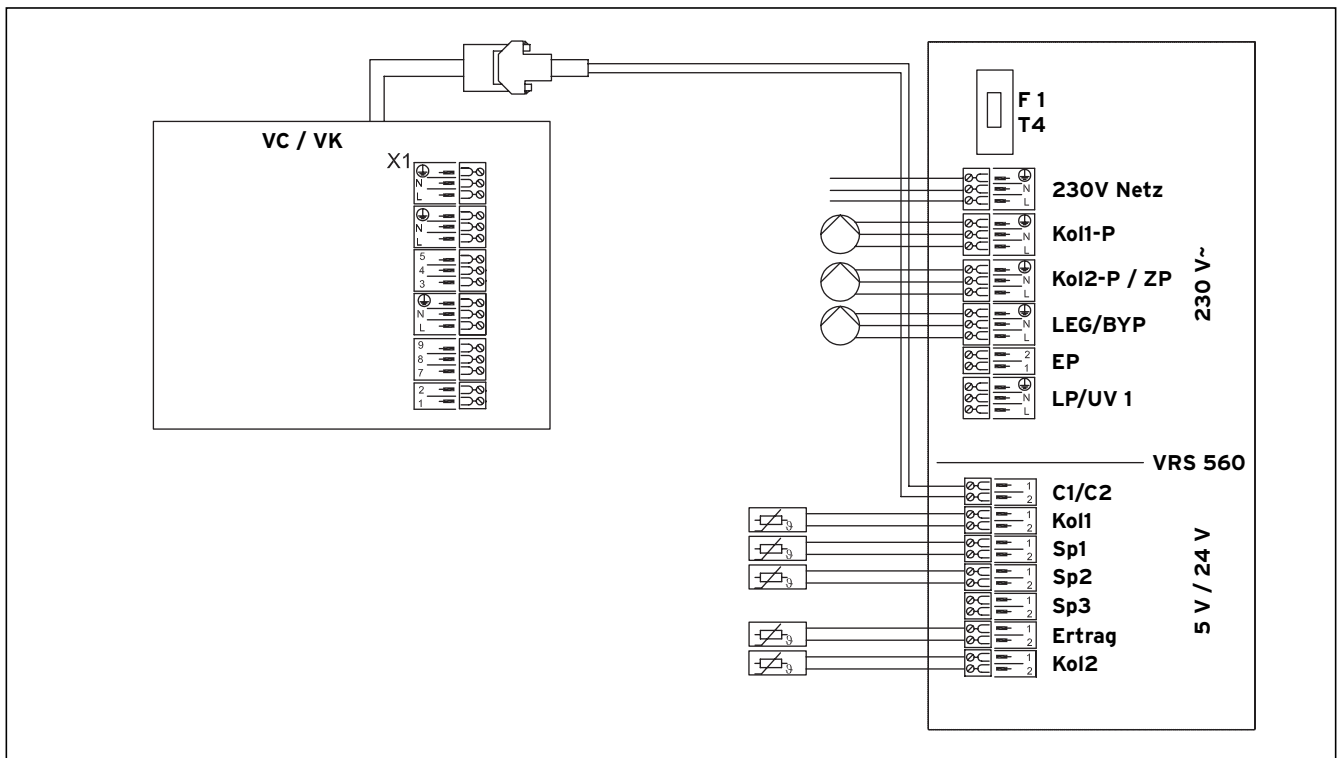 VC / VK
X1
N
L
N
L
5
4
3
N
L
9
8
7
2
1
F 1
T4
N
L
230V Netz
N
L
Kol1-P
N
L
Kol2-P / ZP
N
L
LEG/BYP
2
1
EP
N
L
LP/UV 1
230 V~
VRS 560
1
2
C1/C2
ϑ
1
2
Kol1
ϑ
1
2
Sp1
ϑ
1
2
Sp2
1
2
Sp3
ϑ
1
2
Ertrag
ϑ
1
2
Kol2
5 V / 24 V